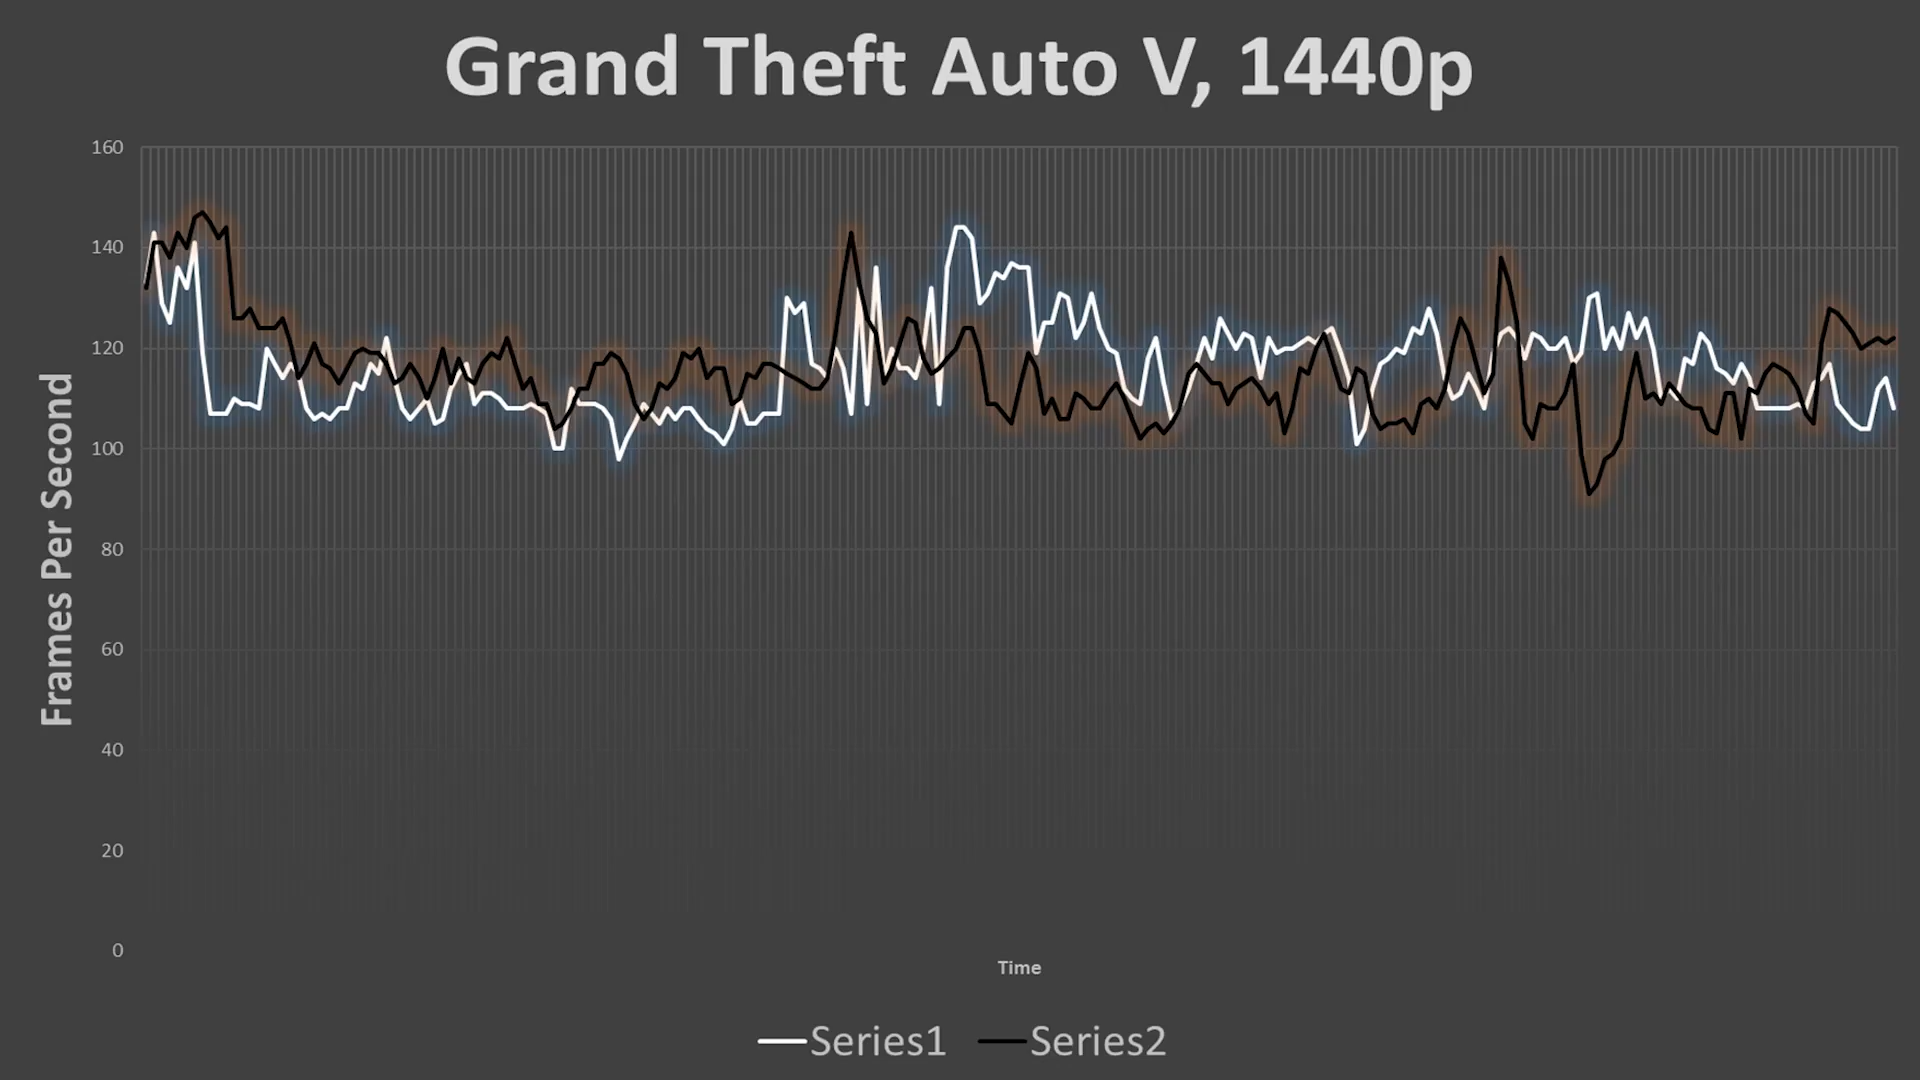 Grand Theft Auto V, 1440p
160
140
120
100
80
60
40
20
0
Frames Per Second
Time
Series1
Series2